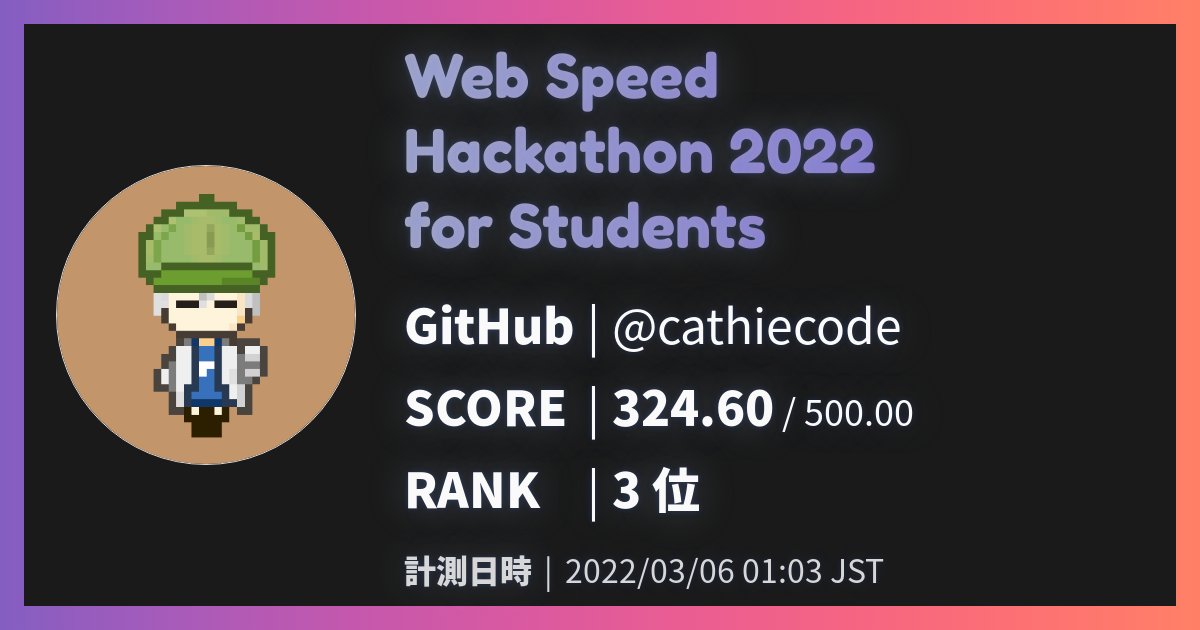 Web Speed
Hackathon 2022
for Students
GitHub | @cathiecode
SCORE | 324.60 / 500.00
RANK | 3 位
計測日時 | 2022/03/06 01:03 JST